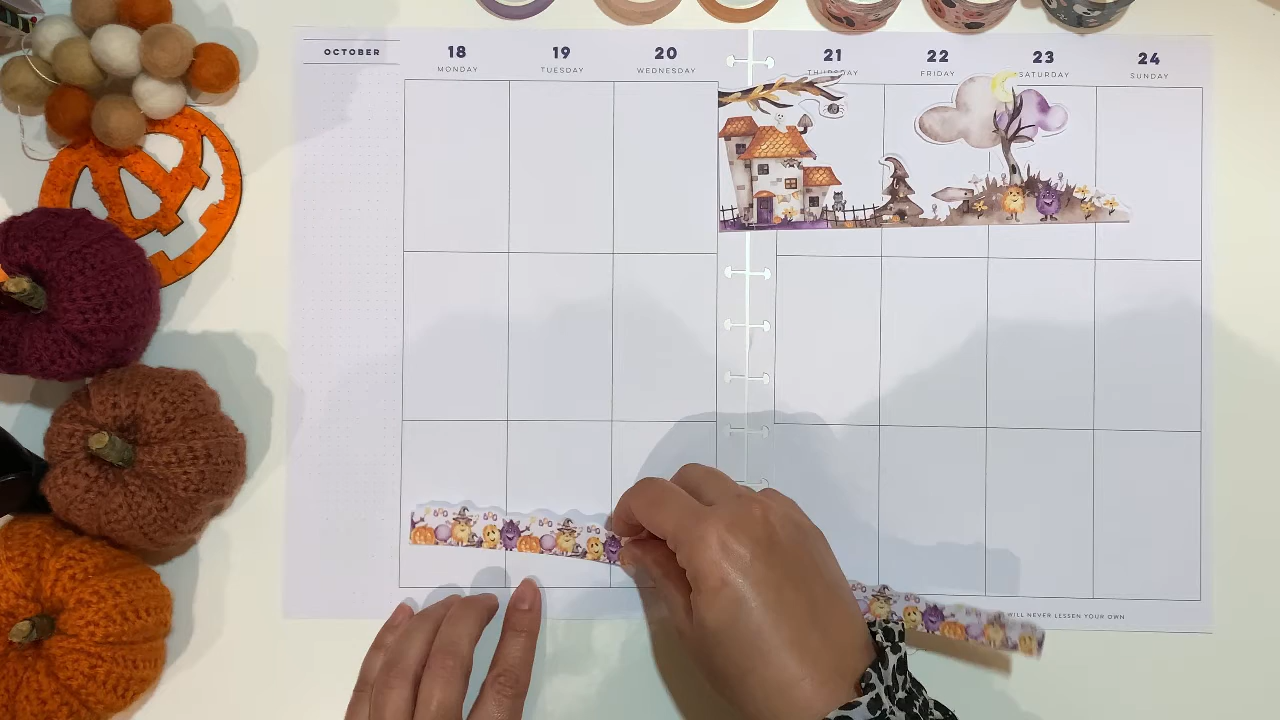 OCTOBER
18
MONDAY
19
TUESDAY
20
WEDNESDAY
21
THURSDAY
22
FRIDAY
23
SATURDAY
24
SUNDAY
WILL NEVER LESSEN YOUR OWN